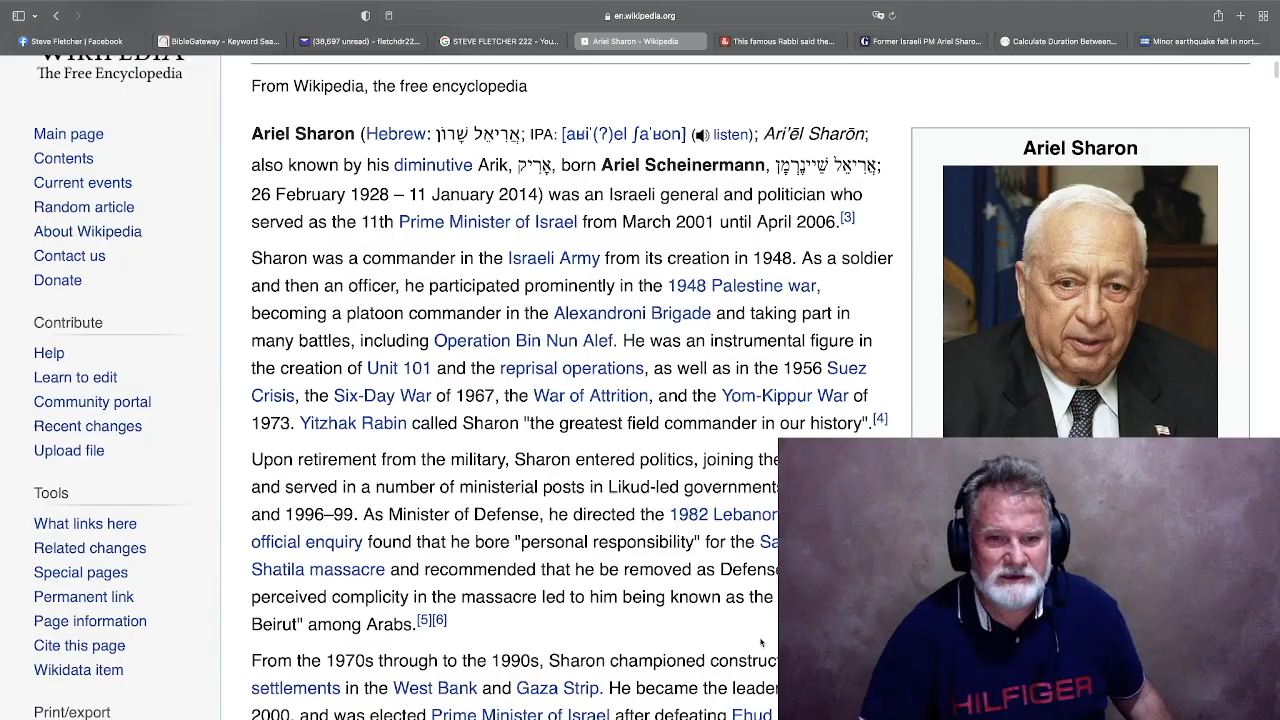 en.wikipedia.org
Steve Fletcher | Facebook
BibleGateway - Keyword Sea...
(38,697 unread) - fletchdr22...
STEVE FLETCHER 222 - You...
Ariel Sharon - Wikipedia
This famous Rabbi said the...
Former Israeli PM Ariel Sharo...
Calculate Duration Between...
Minor earthquake felt in nort...
WIKIPEDIA
The Free Encyclopedia
Main page
Contents
Current events
Random article
About Wikipedia
Contact us
Donate
Contribute
Help
Learn to edit
Community portal
Recent changes
Upload file
Tools
What links here
Related changes
Special pages
Permanent link
Page information
Cite this page
Wikidata item
Print/export
From Wikipedia, the free encyclopedia
Ariel Sharon (Hebrew: אֲרִיאֵל שָׁרוֹן; IPA: [aʁiˈ(ʔ)el ʃaˈʁon] (listen); Ari'ēl Sharōn;
also known by his diminutive Arik, אָרִיק, born Ariel Scheinermann, אֲרִיאֵל שַׁיינֶרְמָן;
26 February 1928 – 11 January 2014) was an Israeli general and politician who
served as the 11th Prime Minister of Israel from March 2001 until April 2006.[3]
Sharon was a commander in the Israeli Army from its creation in 1948. As a soldier
and then an officer, he participated prominently in the 1948 Palestine war,
becoming a platoon commander in the Alexandroni Brigade and taking part in
many battles, including Operation Bin Nun Alef. He was an instrumental figure in
the creation of Unit 101 and the reprisal operations, as well as in the 1956 Suez
Crisis, the Six-Day War of 1967, the War of Attrition, and the Yom-Kippur War of
1973. Yitzhak Rabin called Sharon "the greatest field commander in our history".[4]
Upon retirement from the military, Sharon entered politics, joining the
and served in a number of ministerial posts in Likud-led governments
and 1996–99. As Minister of Defense, he directed the 1982 Lebanon
official enquiry found that he bore "personal responsibility" for the Sa
Shatila massacre and recommended that he be removed as Defense
perceived complicity in the massacre led to him being known as the
Beirut" among Arabs.[5][6]
From the 1970s through to the 1990s, Sharon championed construc
settlements in the West Bank and Gaza Strip. He became the leader
2000, and was elected Prime Minister of Israel after defeating Ehud
Ariel Sharon
HILFIGER